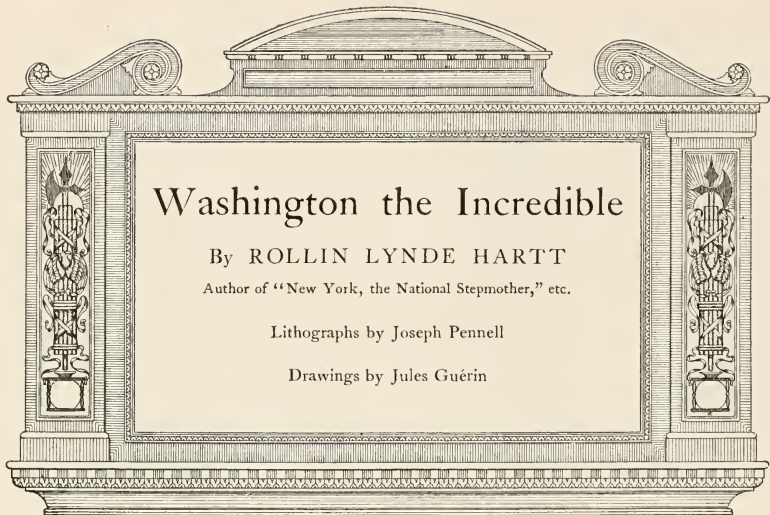 Washington the Incredible
By ROLLIN LYNDE HARTT
Author of "New York, the National Stepmother," etc.
Lithographs by Joseph Pennell
Drawings by Jules Guérin